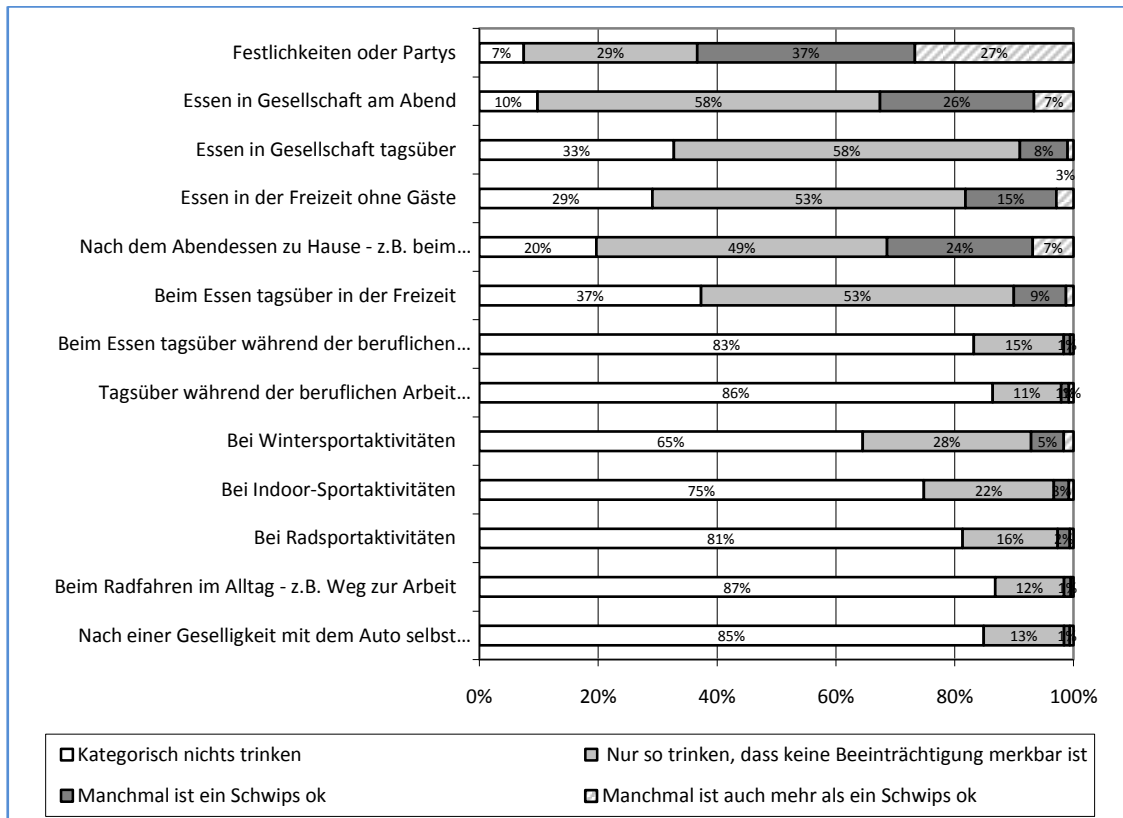 Festlichkeiten oder Partys 7% 29% 37% 27%
Essen in Gesellschaft am Abend 10% 58% 26% 7%
Essen in Gesellschaft tagsüber 33% 58% 8%
3%
Essen in der Freizeit ohne Gäste 29% 53% 15%
Nach dem Abendessen zu Hause - z.B. beim... 20% 49% 24% 7%
Beim Essen tagsüber in der Freizeit 37% 53% 9%
Beim Essen tagsüber während der beruflichen... 83% 15% 1%
Tagsüber während der beruflichen Arbeit... 86% 11% 1% 1%
Bei Wintersportaktivitäten 65% 28% 5%
Bei Indoor-Sportaktivitäten 75% 22% 3%
Bei Radsportaktivitäten 81% 16% 2%
Beim Radfahren im Alltag - z.B. Weg zur Arbeit 87% 12% 1%
Nach einer Geselligkeit mit dem Auto selbst... 85% 13% 1%
0% 20% 40% 60% 80% 100%
Kategorisch nichts trinken
Nur so trinken, dass keine Beeinträchtigung merkbar ist
Manchmal ist ein Schwips ok
Manchmal ist auch mehr als ein Schwips ok